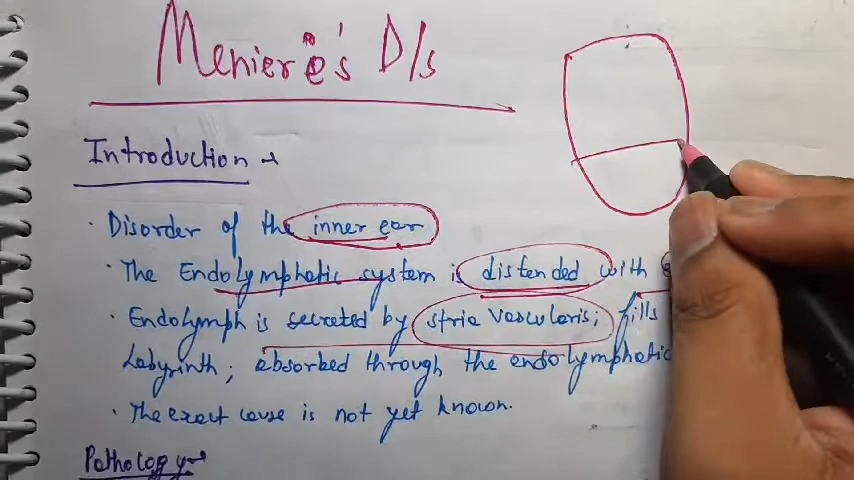 Meniere's D/s
Introduction →
· Disorder of the inner ear
· The Endolymphatic system is distended with
· Endolymph is secreted by stria vascularis; fills
Labyrinth; absorbed through the endolymphatic
· The exact cause is not yet known.
Pathology →